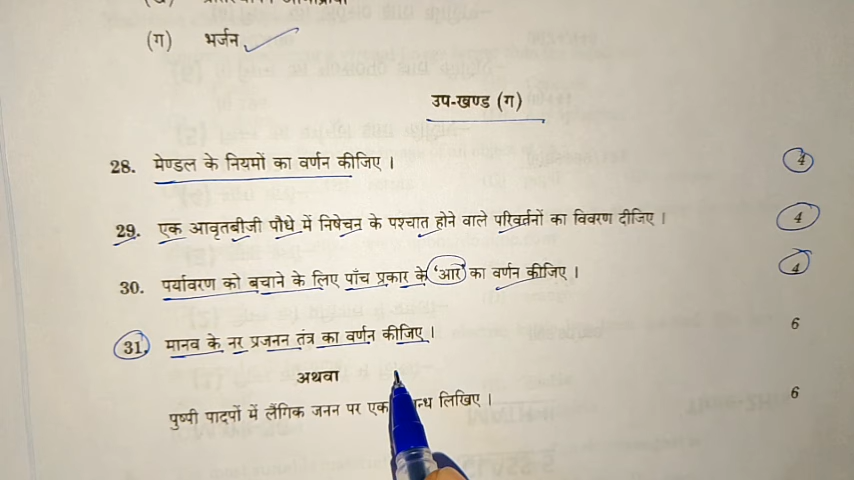 (ग) भर्जन
उप-खण्ड (ग)
28. मेण्डल के नियमों का वर्णन कीजिए । 4
29. एक आवृतबीजी पौधे में निषेचन के पश्चात होने वाले परिवर्तनों का विवरण दीजिए । 4
30. पर्यावरण को बचाने के लिए पाँच प्रकार के 'आर' का वर्णन कीजिए । 4
31. मानव के नर प्रजनन तंत्र का वर्णन कीजिए । 6
अथवा
पुष्पी पादपों में लैंगिक जनन पर एक लिखिए । 6